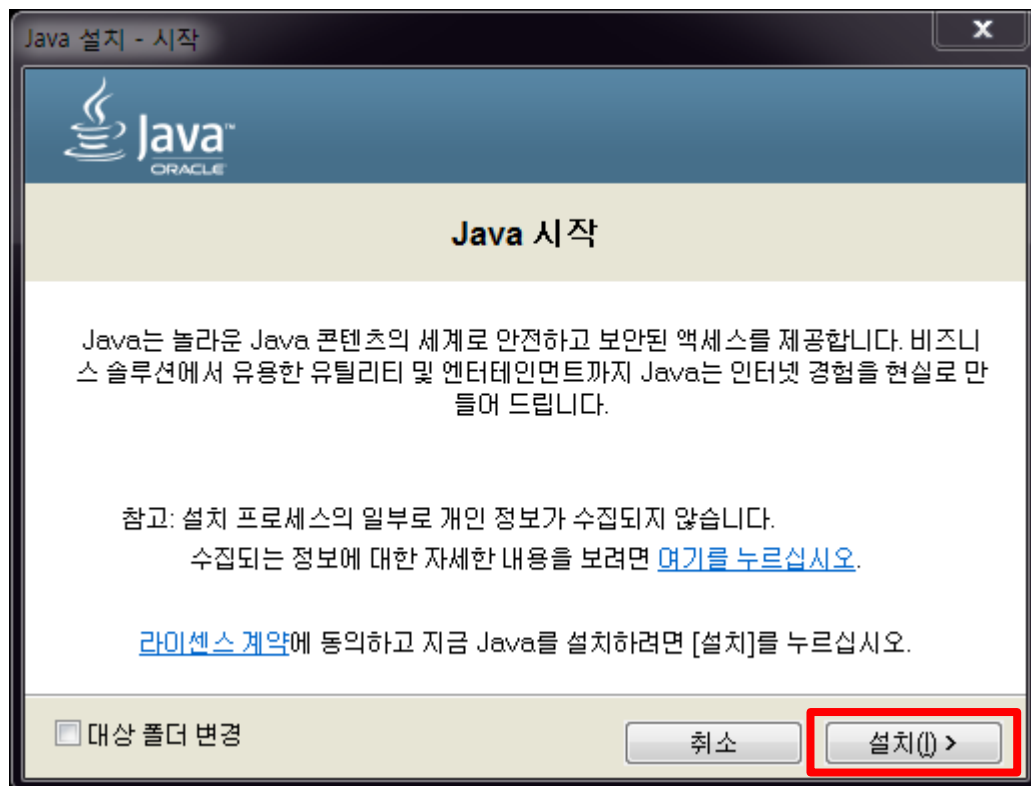 Java 설치 - 시작
Java™
ORACLE
Java 시작
Java는 놀라운 Java 콘텐츠의 세계로 안전하고 보안된 액세스를 제공합니다. 비즈니
스 솔루션에서 유용한 유틸리티 및 엔터테인먼트까지 Java는 인터넷 경험을 현실로 만
들어 드립니다.
참고: 설치 프로세스의 일부로 개인 정보가 수집되지 않습니다.
수집되는 정보에 대한 자세한 내용을 보려면 여기를 누르십시오.
라이센스 계약에 동의하고 지금 Java를 설치하려면 [설치]를 누르십시오.
대상 폴더 변경
취소
설치(I) >